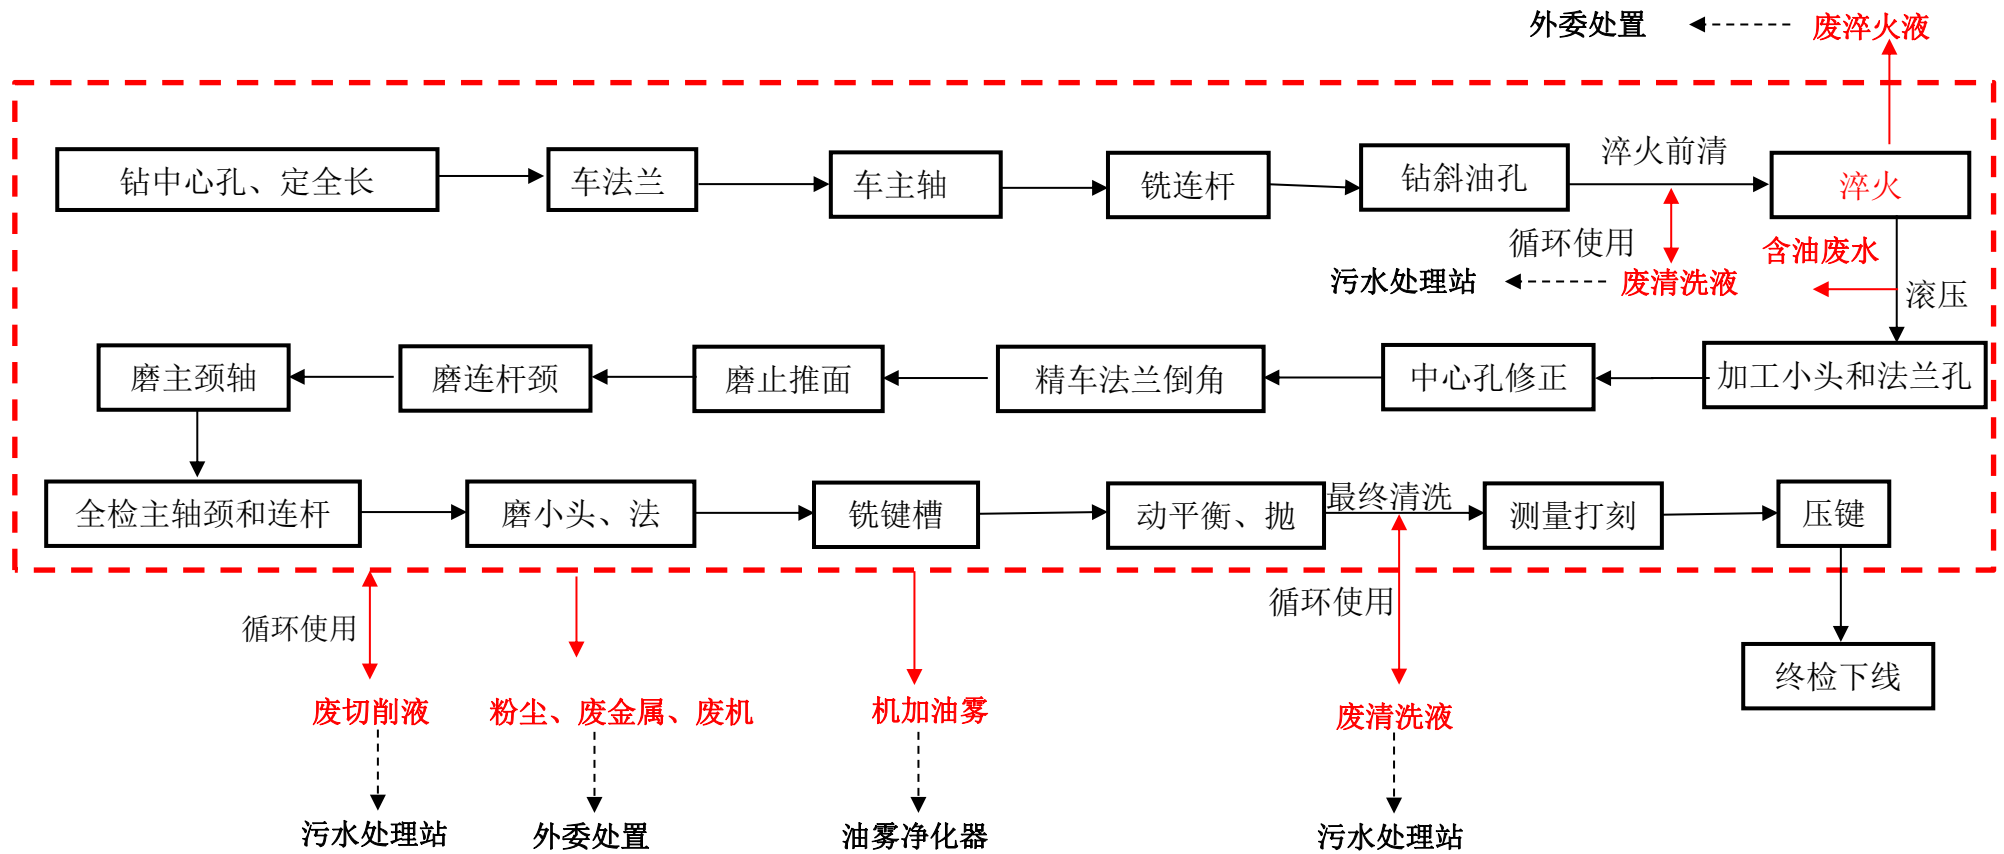 外委处置
废淬火液
钻中心孔、定全长
车法兰
车主轴
铣连杆
钻斜油孔
淬火前清
淬火
循环使用
含油废水
污水处理站
废清洗液
滚压
磨主颈轴
磨连杆颈
磨止推面
精车法兰倒角
中心孔修正
加工小头和法兰孔
全检主轴颈和连杆
磨小头、法
铣键槽
动平衡、抛
最终清洗
测量打刻
压键
循环使用
循环使用
终检下线
废切削液
粉尘、废金属、废机
机加油雾
废清洗液
污水处理站
外委处置
油雾净化器
污水处理站